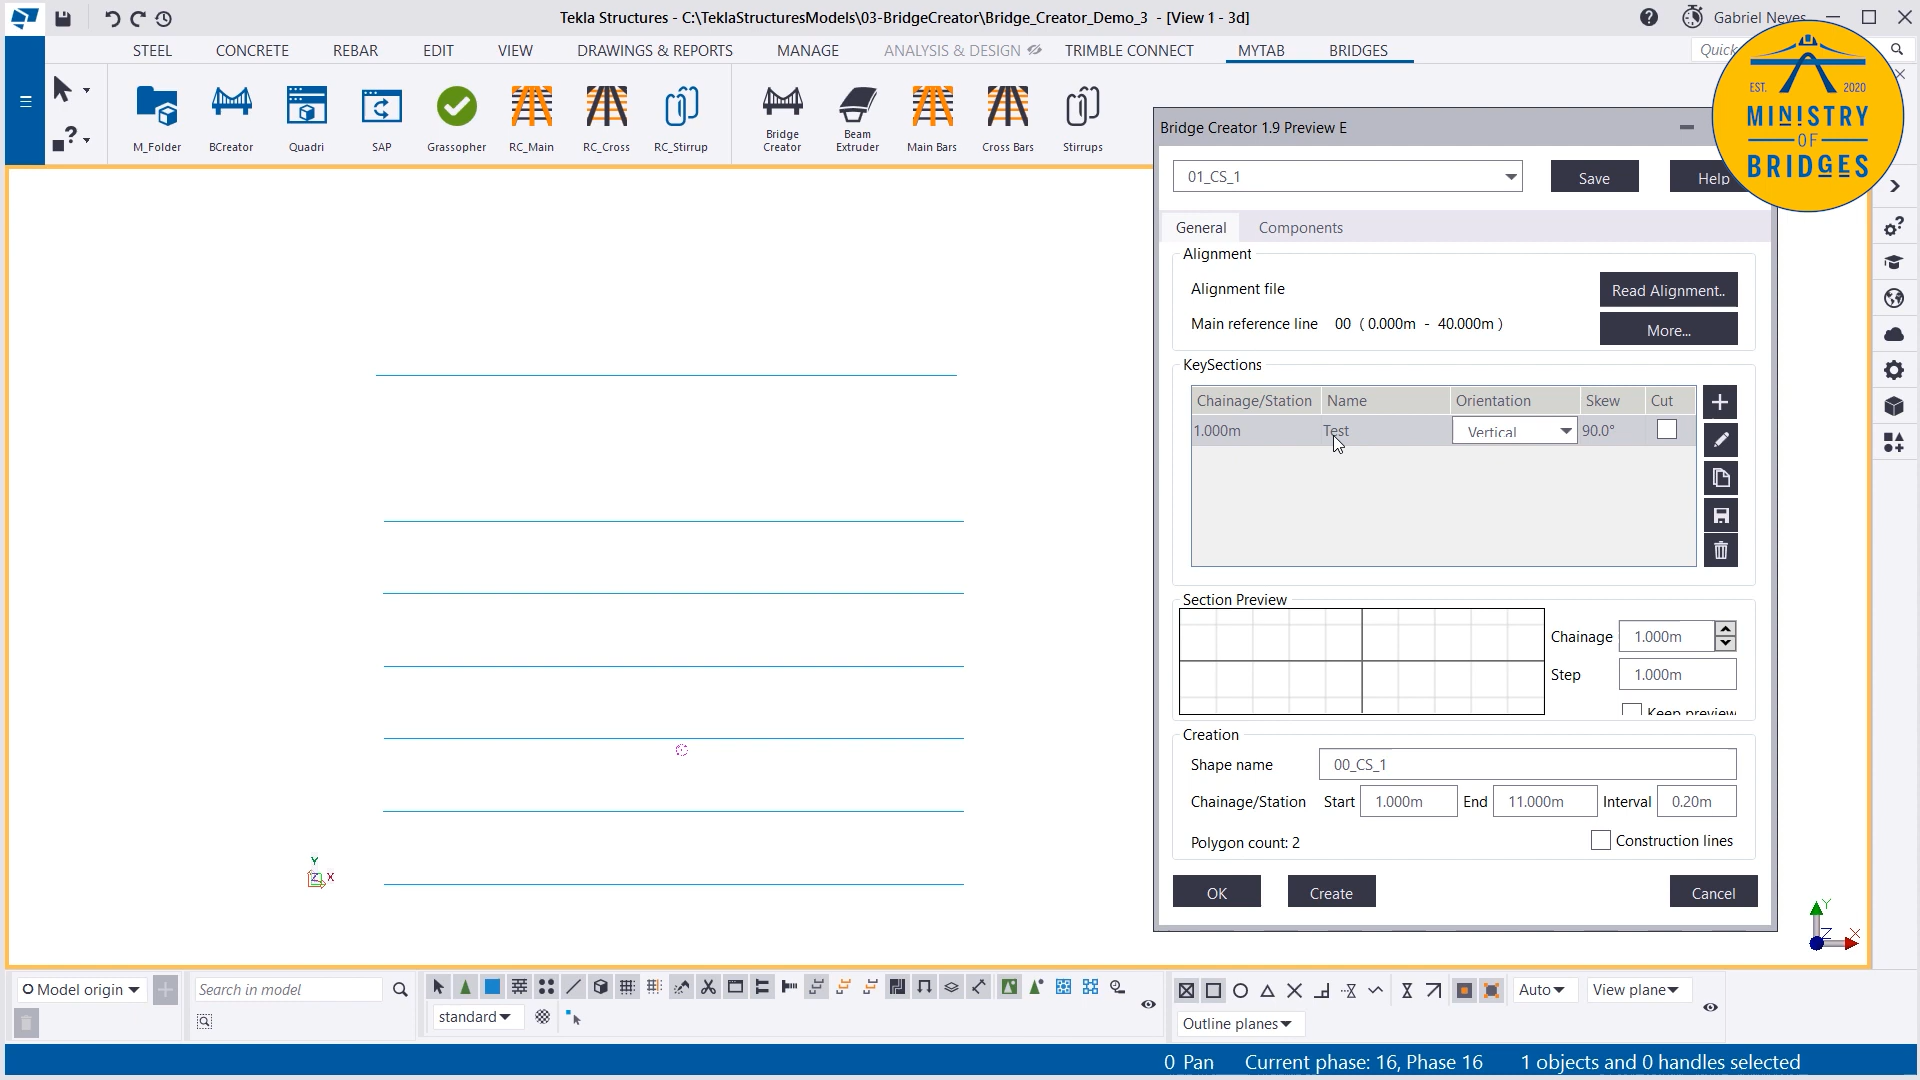 Tekla Structures - C:\TeklaStructuresModels\03-BridgeCreator\Bridge_Creator_Demo_3 - [View 1 - 3d]
Gabriel Neves
STEEL CONCRETE REBAR EDIT VIEW DRAWINGS & REPORTS MANAGE ANALYSIS & DESIGN TRIMBLE CONNECT MYTAB BRIDGES
EST. 2020
MINISTRY
OF
BRIDGES
M_Folder BCreator Quadri SAP Grassopher RC_Main RC_Cross RC_Stirrup Bridge Creator Beam Extruder Main Bars Cross Bars Stirrups
Bridge Creator 1.9 Preview E
01_CS_1 Save Help
General Components
Alignment
Alignment file Read Alignment..
Main reference line 00 ( 0.000m - 40.000m ) More...
KeySections
Chainage/Station Name Orientation Skew Cut
1.000m Test Vertical 90.0°
Section Preview
Chainage 1.000m
Step 1.000m
Keep preview
Creation
Shape name 00_CS_1
Chainage/Station Start 1.000m End 11.000m Interval 0.20m
Polygon count: 2 Construction lines
OK Create Cancel
Y
Z X
Y
Z X
Model origin Search in model Auto View plane
standard Outline planes
0 Pan Current phase: 16, Phase 16 1 objects and 0 handles selected